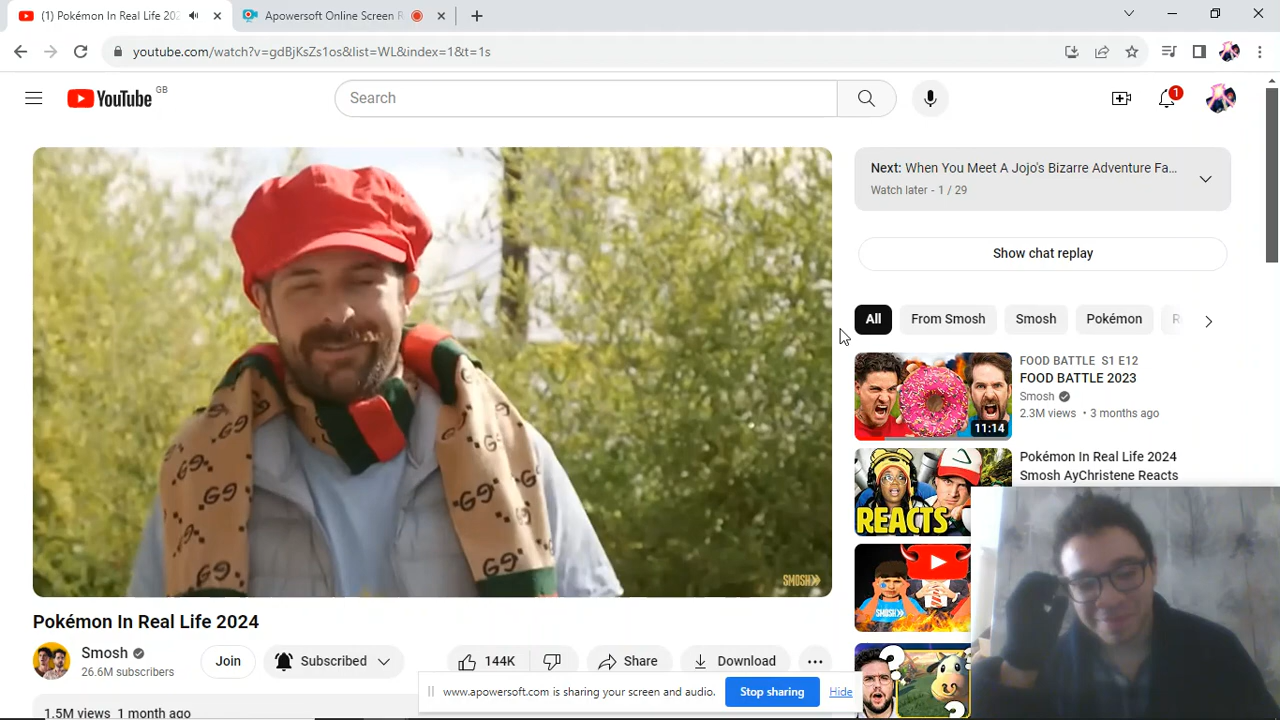 (1) Pokémon In Real Life 202
Apowersoft Online Screen R
youtube.com/watch?v=gdBjKsZs1os&list=WL&index=1&t=1s
YouTube GB
Search
1
Next: When You Meet A Jojo's Bizarre Adventure Fa...
Watch later - 1 / 29
Show chat replay
All
From Smosh
Smosh
Pokémon
FOOD BATTLE S1 E12
FOOD BATTLE 2023
Smosh
2.3M views • 3 months ago
11:14
Pokémon In Real Life 2024
Smosh AyChristene Reacts
REACTS
SMOSH
SMOSH
Pokémon In Real Life 2024
Smosh
26.6M subscribers
Join
Subscribed
144K
Share
Download
www.apowersoft.com is sharing your screen and audio.
Stop sharing
Hide
1.5M views 1 month ago